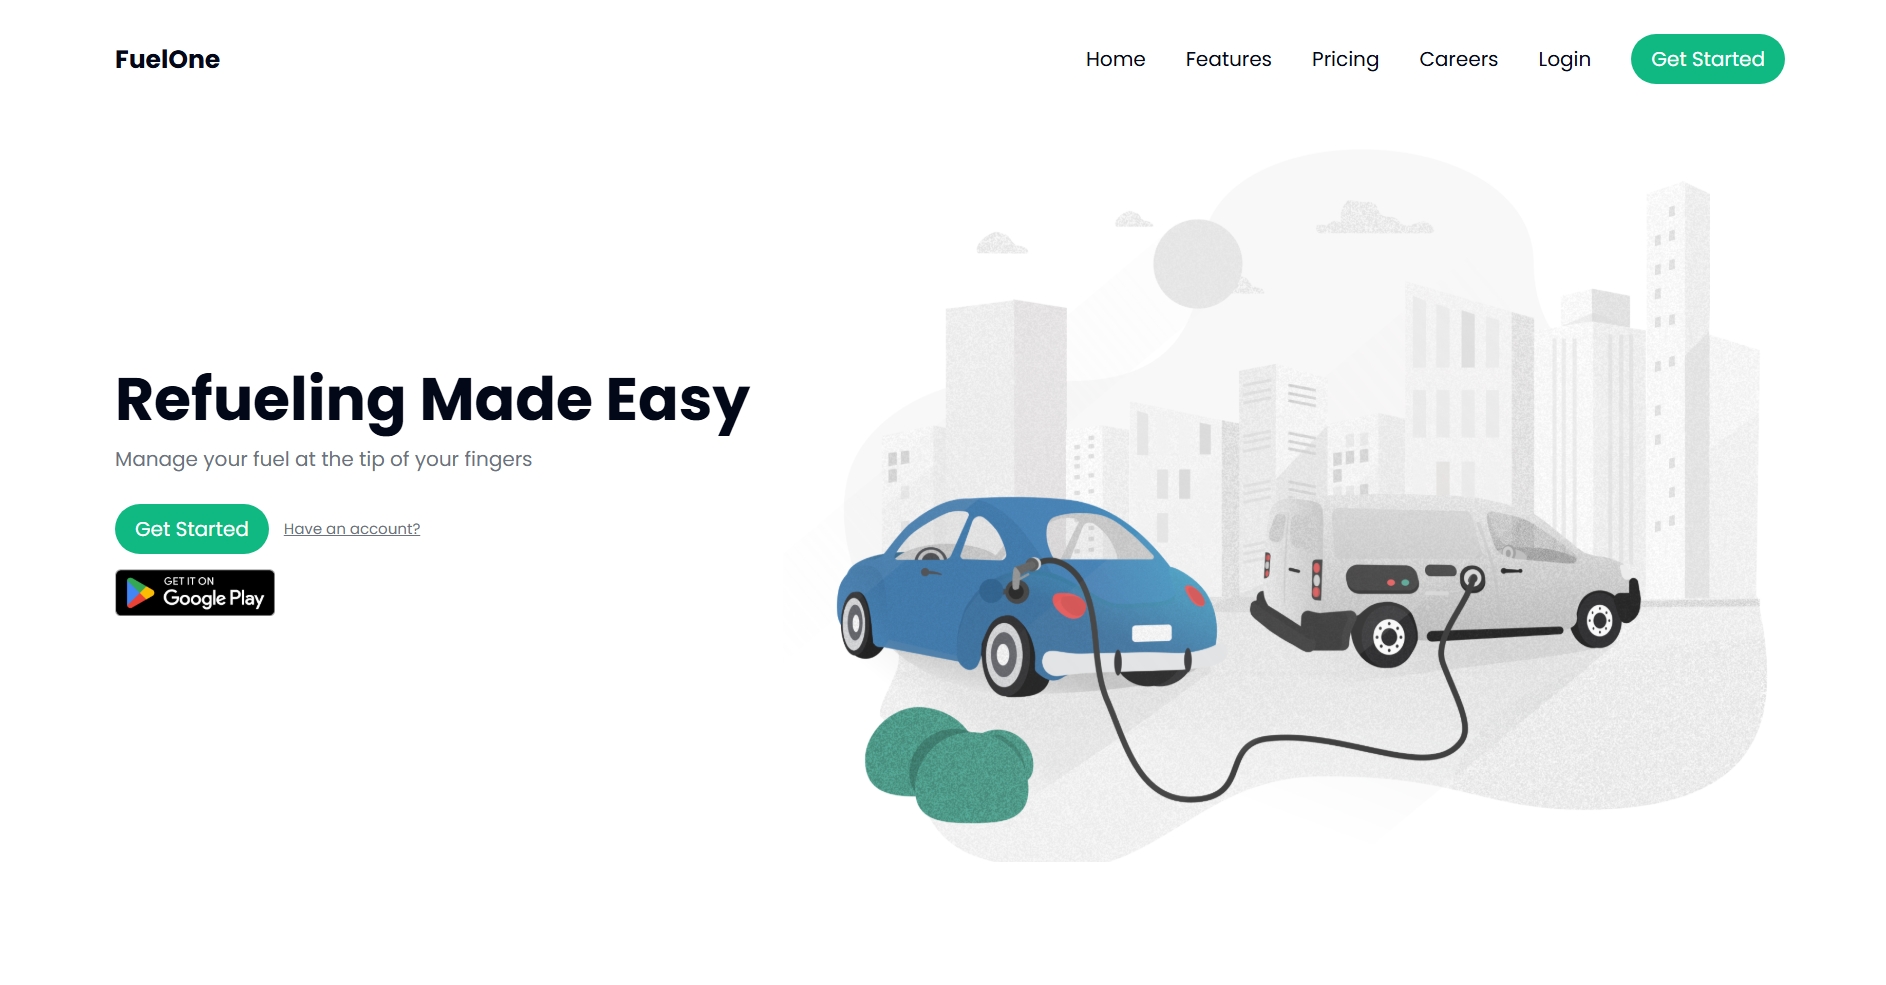 FuelOne
Home Features Pricing Careers Login Get Started
Refueling Made Easy
Manage your fuel at the tip of your fingers
Get Started Have an account?
GET IT ON
Google Play